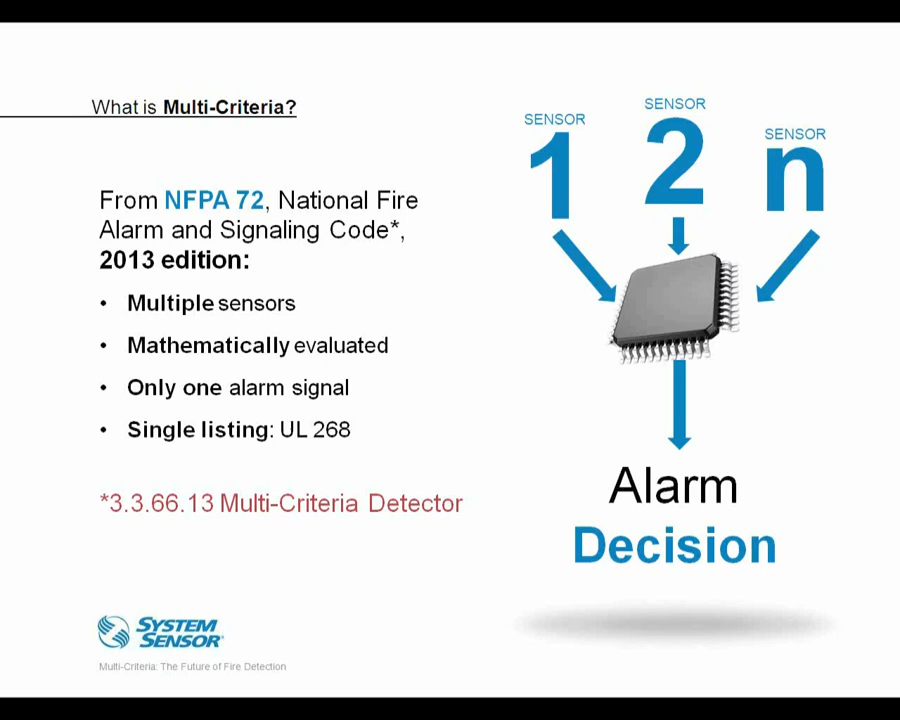 What is Multi-Criteria?
From NFPA 72, National Fire
Alarm and Signaling Code*,
2013 edition:
• Multiple sensors
• Mathematically evaluated
• Only one alarm signal
• Single listing: UL 268
*3.3.66.13 Multi-Criteria Detector
SENSOR
1
SENSOR
2
SENSOR
n
Alarm
Decision
SYSTEM
SENSOR
Multi-Criteria: The Future of Fire Detection